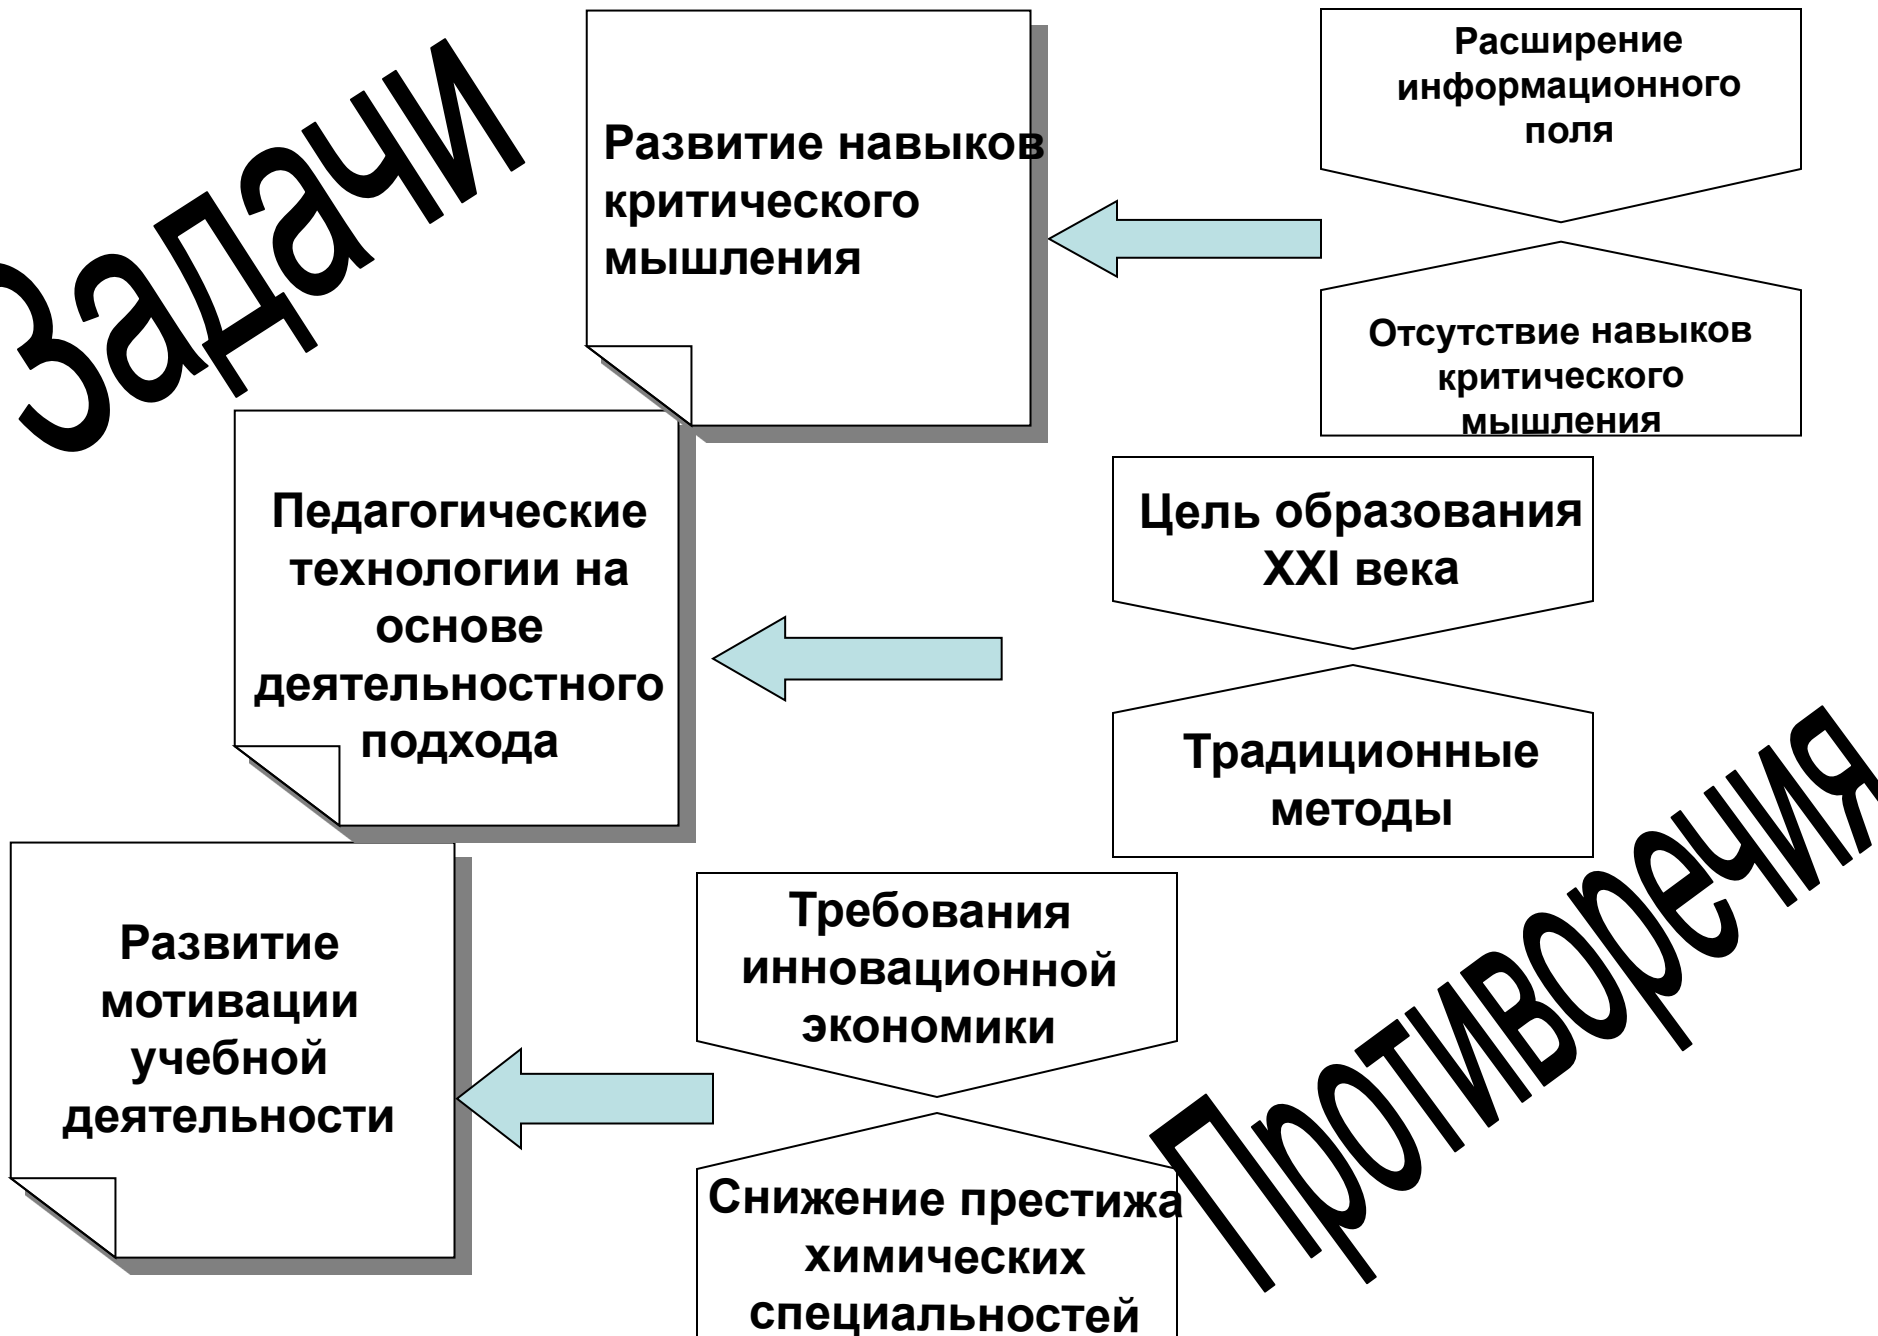 Задачи
Развитие навыков
критического
мышления
Расширение
информационного
поля
Отсутствие навыков
критического
мышления
Педагогические
технологии на
основе
деятельностного
подхода
Цель образования
XXI века
Традиционные
методы
Развитие
мотивации
учебной
деятельности
Требования
инновационной
экономики
Снижение престижа
химических
специальностей
Противоречия